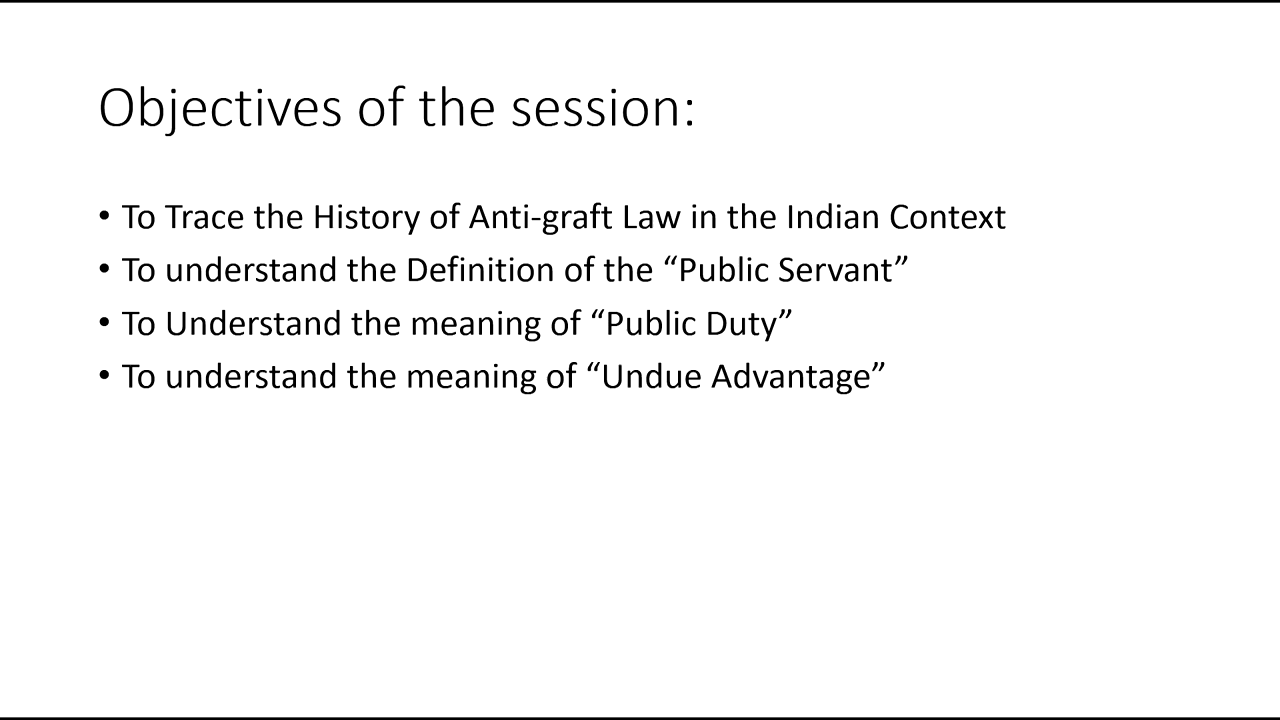 Objectives of the session:
• To Trace the History of Anti-graft Law in the Indian Context
• To understand the Definition of the “Public Servant”
• To Understand the meaning of “Public Duty”
• To understand the meaning of “Undue Advantage”